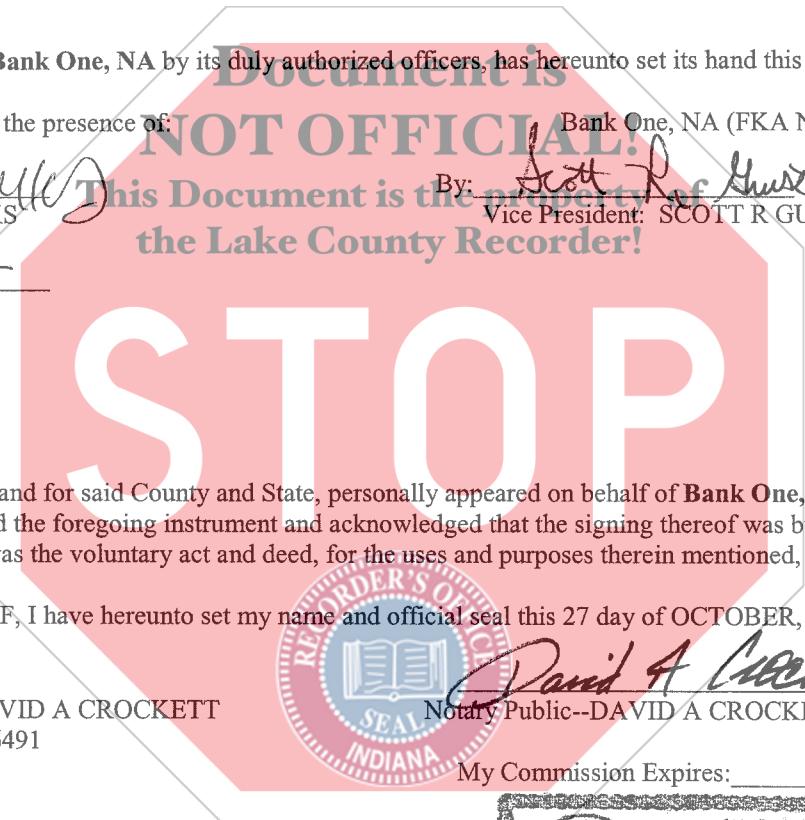 Bank One, NA by its duly authorized officers, has hereunto set its hand this
Document is
the presence of:
Bank One, NA (FKA N
NOT OFFICIAL!
By: Scott R
This Document is the property of
Vice President: SCOTT R GU
the Lake County Recorder!
STOP
and for said County and State, personally appeared on behalf of Bank One,
d the foregoing instrument and acknowledged that the signing thereof was b
was the voluntary act and deed, for the uses and purposes therein mentioned,
F, I have hereunto set my name and official seal this 27 day of OCTOBER,
RECORDER'S OFFICE
SEAL
INDIANA
David A
VID A CROCKETT
Notary Public--DAVID A CROCKE
5491
My Commission Expires: